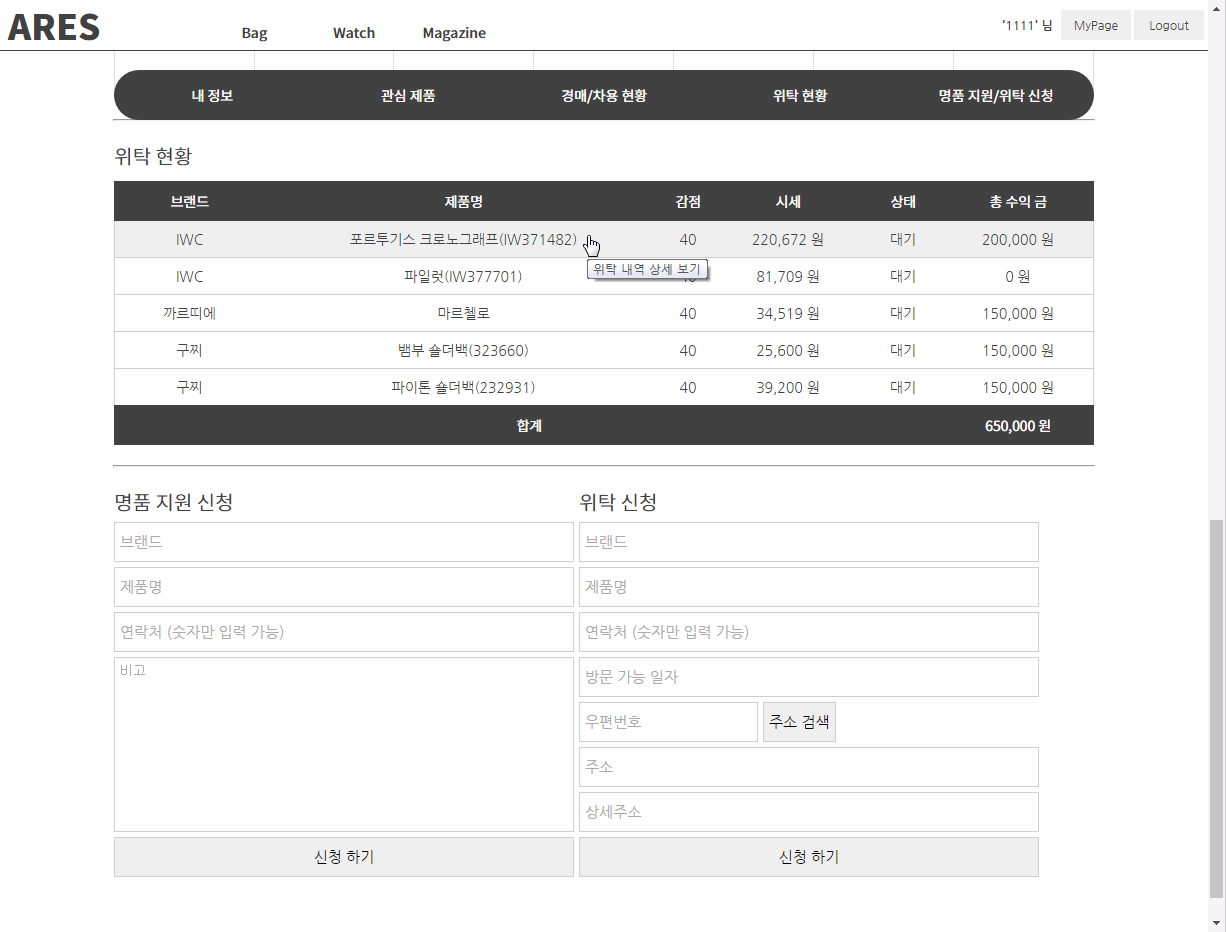 ARES Bag Watch Magazine '1111' 님 MyPage Logout
내 정보 관심 제품 경매/차용 현황 위탁 현황 명품 지원/위탁 신청
위탁 현황
브랜드 제품명 감점 시세 상태 총 수익 금
IWC 포르투기스 크로노그래프(IW371482) 40 220,672 원 대기 200,000 원
위탁 내역 상세 보기
IWC 파일럿(IW377701) 81,709 원 대기 0 원
까르띠에 마르첼로 40 34,519 원 대기 150,000 원
구찌 뱀부 숄더백(323660) 40 25,600 원 대기 150,000 원
구찌 파이톤 숄더백(232931) 40 39,200 원 대기 150,000 원
합계 650,000 원
명품 지원 신청
브랜드
제품명
연락처 (숫자만 입력 가능)
비고
신청 하기
위탁 신청
브랜드
제품명
연락처 (숫자만 입력 가능)
방문 가능 일자
우편번호 주소 검색
주소
상세주소
신청 하기